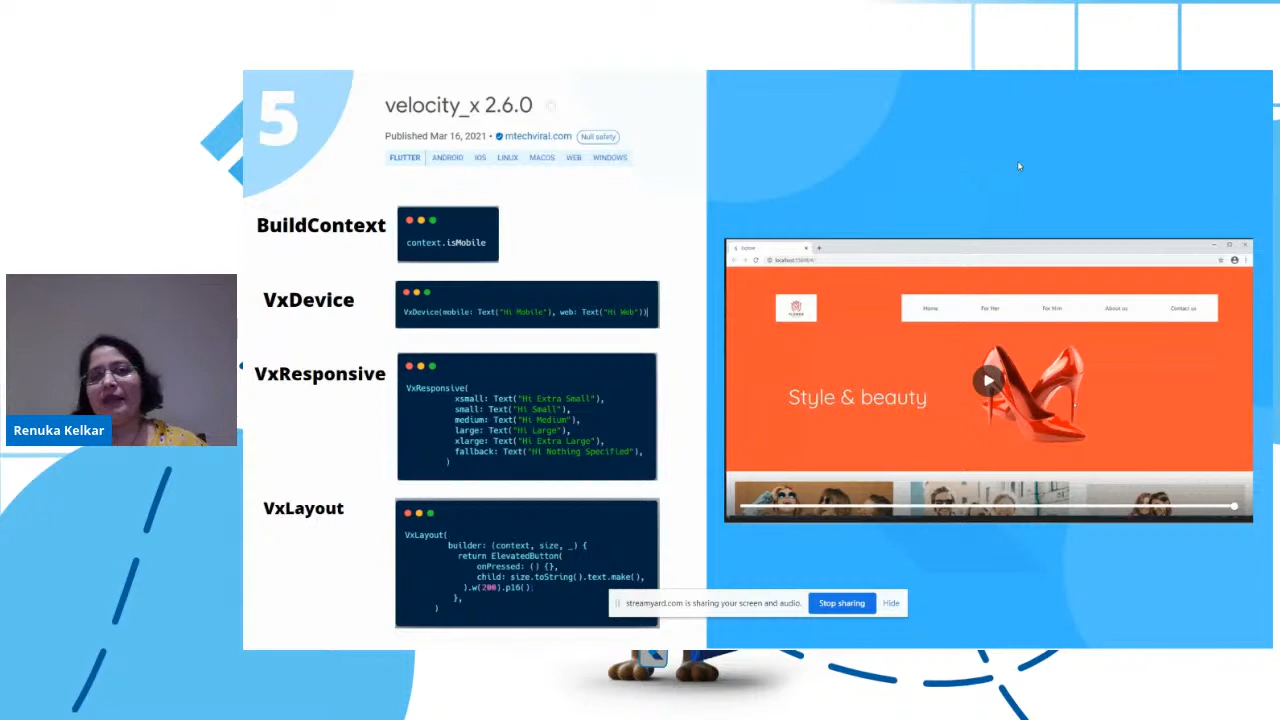 5
velocity_x 2.6.0
Published Mar 16, 2021 • mtechviral.com Null safety
FLUTTER ANDROID IOS LINUX MACOS WEB WINDOWS
BuildContext
context.isMobile
VxDevice
VxDevice(mobile: Text("Hi Mobile"), web: Text("Hi Web"))
VxResponsive
VxResponsive(
xsmall: Text("Hi Extra Small"),
small: Text("Hi Small"),
medium: Text("Hi Medium"),
large: Text("Hi Large"),
xlarge: Text("Hi Extra Large"),
fallback: Text("Hi Nothing Specified"),
)
VxLayout
VxLayout(
builder: (context, size, _) {
return ElevatedButton(
onPressed: () {},
child: size.toString().text.make(),
).w(200).p16();
},
)
Home For Her For Him About us Contact us
Style & beauty
Renuka Kelkar
streamyard.com is sharing your screen and audio. Stop sharing Hide